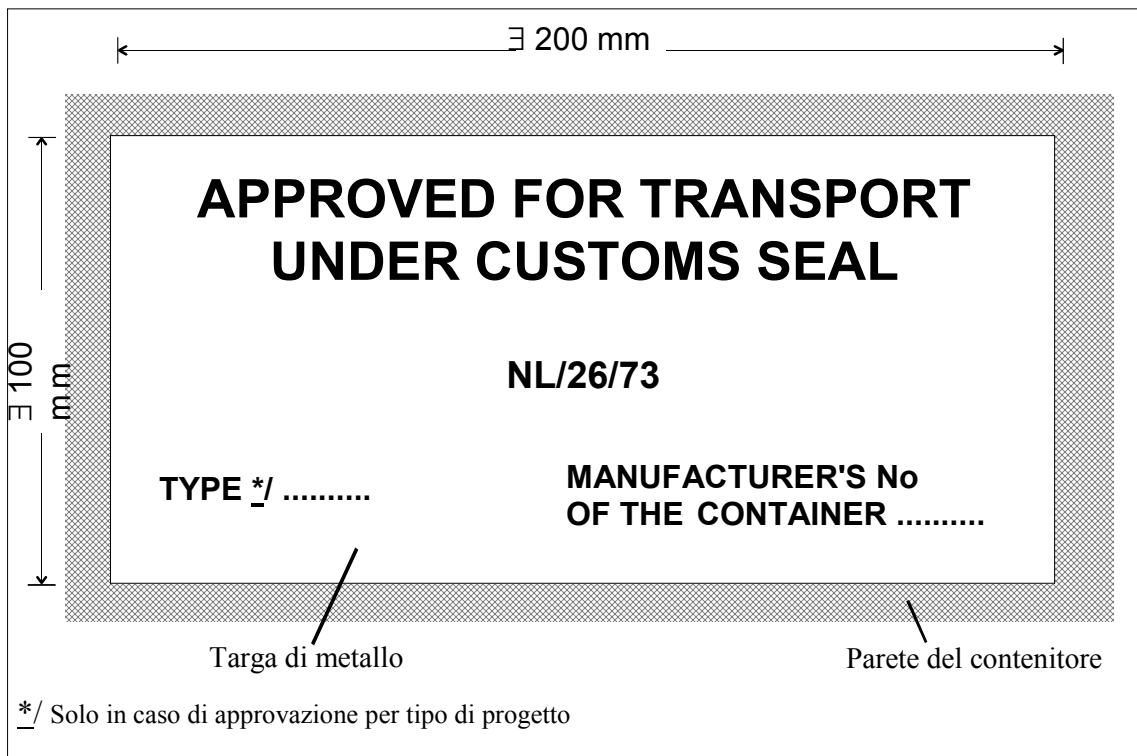 ∃ 200 mm
APPROVED FOR TRANSPORT
UNDER CUSTOMS SEAL
∃ 100
mm
NL/26/73
TYPE */ ..........
MANUFACTURER'S No
OF THE CONTAINER ..........
Targa di metallo
Parete del contenitore
*/ Solo in caso di approvazione per tipo di progetto